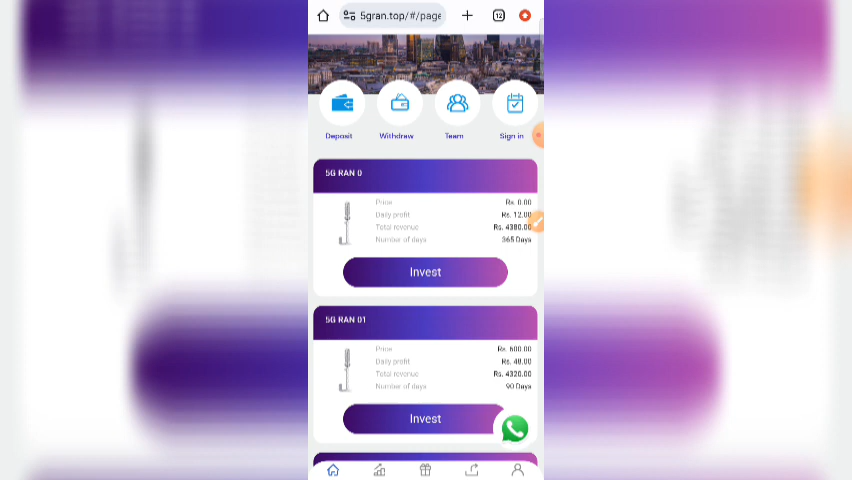 5gran.top/#/page
12
Deposit
Withdraw
Team
Sign in
5G RAN 0
Price Rs. 0.00
Daily profit Rs. 12.00
Total revenue Rs. 4380.00
Number of days 365 Days
Invest
5G RAN 01
Price Rs. 600.00
Daily profit Rs. 48.00
Total revenue Rs. 4320.00
Number of days 90 Days
Invest